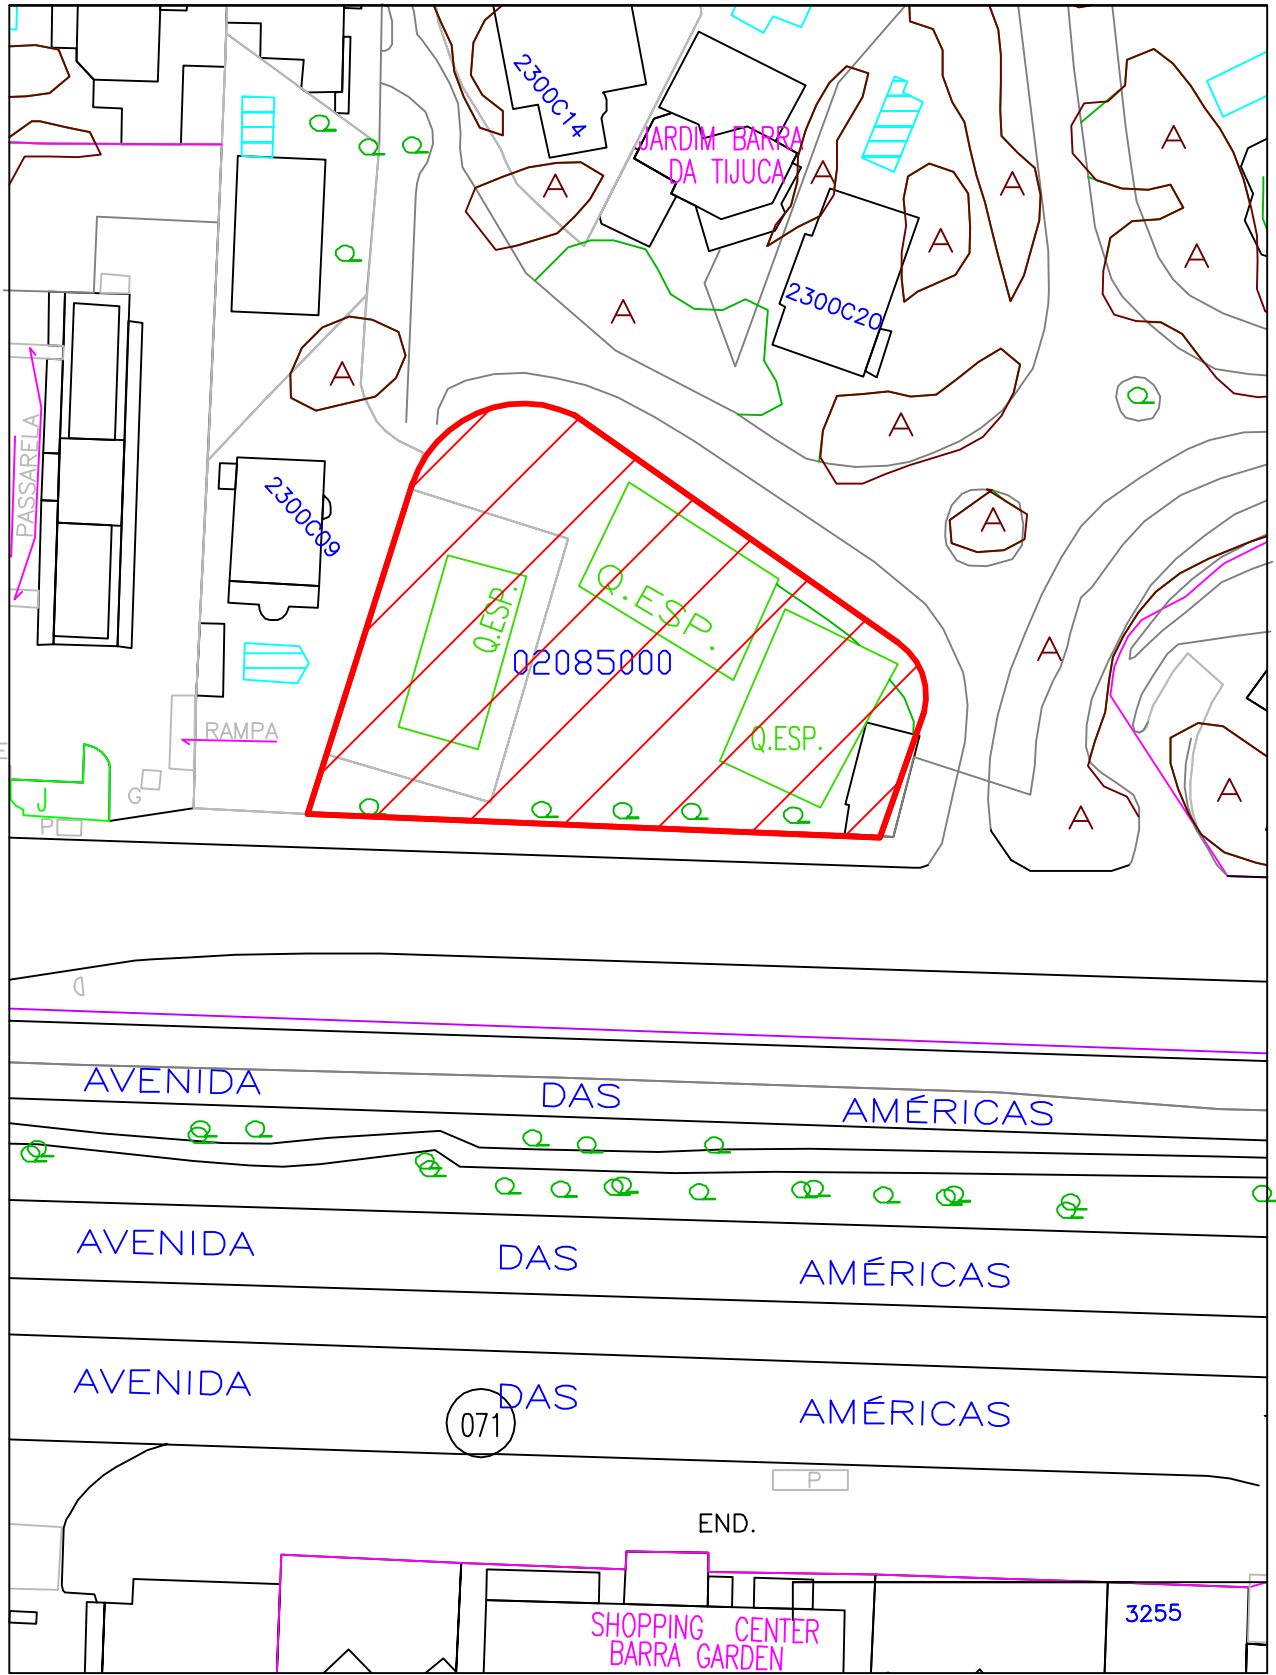 2300C14
JARDIM BARRA
DA TIJUCA
A
A
A
A
A
A
2300C20
A
A
A
A
PASSARELA
2300C09
A
Q.ESP.
Q.ESP.
02085000
A
RAMPA
Q.ESP.
J
G
P
A
A
AVENIDA DAS AMÉRICAS
AVENIDA DAS AMÉRICAS
AVENIDA DAS AMÉRICAS
071
P
END.
3255
SHOPPING CENTER
BARRA GARDEN